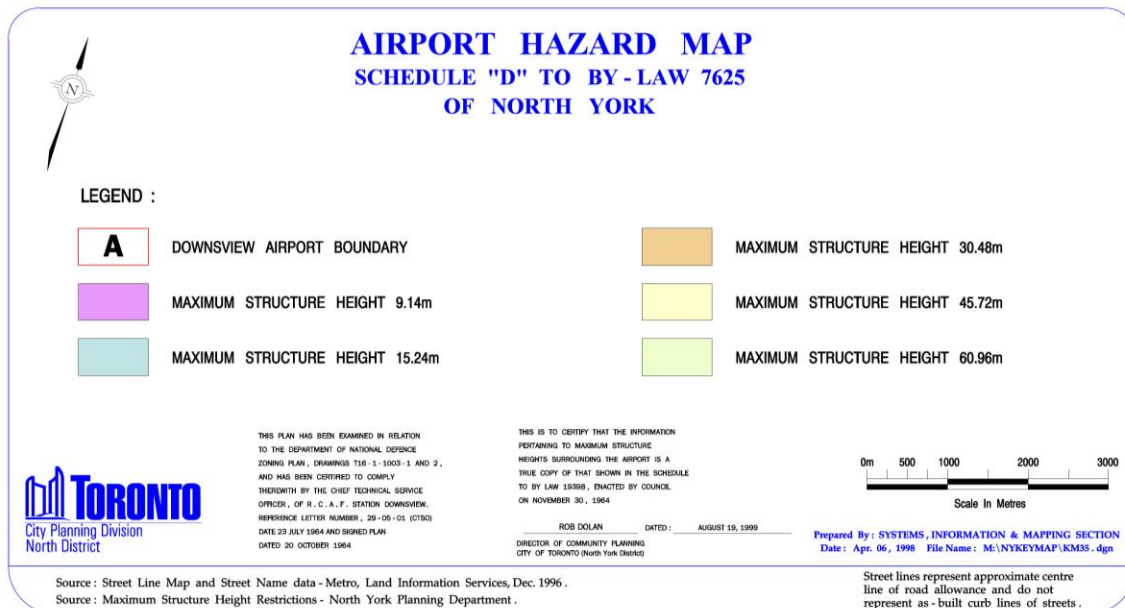 AIRPORT HAZARD MAP
SCHEDULE "D" TO BY - LAW 7625
OF NORTH YORK
N
LEGEND :
A DOWNSVIEW AIRPORT BOUNDARY
MAXIMUM STRUCTURE HEIGHT 9.14m
MAXIMUM STRUCTURE HEIGHT 15.24m
MAXIMUM STRUCTURE HEIGHT 30.48m
MAXIMUM STRUCTURE HEIGHT 45.72m
MAXIMUM STRUCTURE HEIGHT 60.96m
TORONTO
City Planning Division
North District
THIS PLAN HAS BEEN EXAMINED IN RELATION
TO THE DEPARTMENT OF NATIONAL DEFENCE
ZONING PLAN , DRAWINGS T16 - 1 - 1003 - 1 AND 2 ,
AND HAS BEEN CERTIFIED TO COMPLY
THEREWITH BY THE CHIEF TECHNICAL SERVICE
OFFICER , OF R . C . A . F . STATION DOWNSVIEW.
REFERENCE LETTER NUMBER , 29 - 05 - 01 (CTSO)
DATE 23 JULY 1964 AND SIGNED PLAN
DATED 20 OCTOBER 1964
THIS IS TO CERTIFY THAT THE INFORMATION
PERTAINING TO MAXIMUM STRUCTURE
HEIGHTS SURROUNDING THE AIRPORT IS A
TRUE COPY OF THAT SHOWN IN THE SCHEDULE
TO BY LAW 19398 , ENACTED BY COUNCIL
ON NOVEMBER 30 , 1964
ROB DOLAN DATED : AUGUST 19, 1999
DIRECTOR OF COMMUNITY PLANNING
CITY OF TORONTO (North York District)
0m 500 1000 2000 3000
Scale In Metres
Prepared By : SYSTEMS , INFORMATION & MAPPING SECTION
Date : Apr. 06 , 1998 File Name : M:\NYKEYMAP\KM35 . dgn
Source : Street Line Map and Street Name data - Metro, Land Information Services, Dec. 1996 .
Source : Maximum Structure Height Restrictions - North York Planning Department .
Street lines represent approximate centre
line of road allowance and do not
represent as - built curb lines of streets .